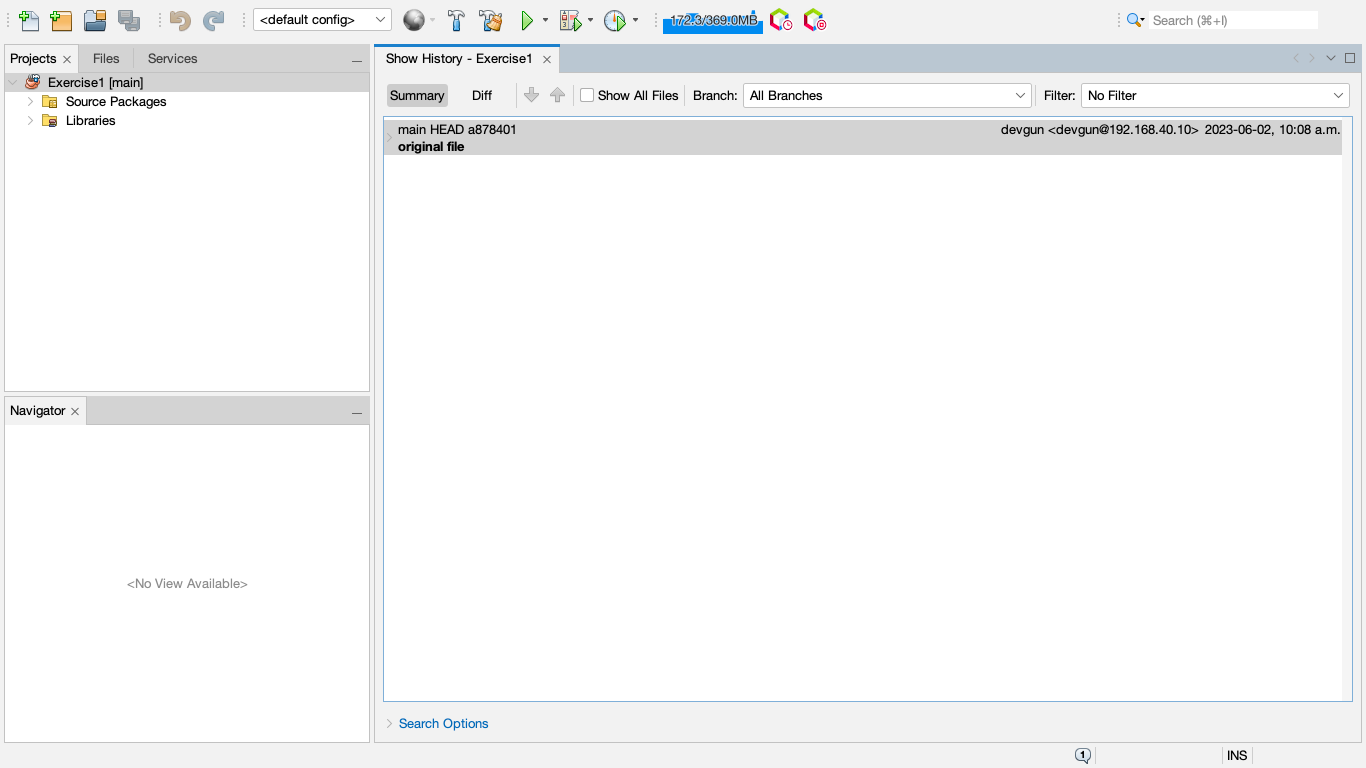 <default config>
172.3/369.0MB
Search (⌘+I)
Projects
Files
Services
Show History - Exercise1
Exercise1 [main]
Source Packages
Libraries
Summary
Diff
Show All Files
Branch:
All Branches
Filter:
No Filter
main HEAD a878401
devgun <devgun@192.168.40.10> 2023-06-02, 10:08 a.m.
original file
Navigator
<No View Available>
Search Options
1
INS